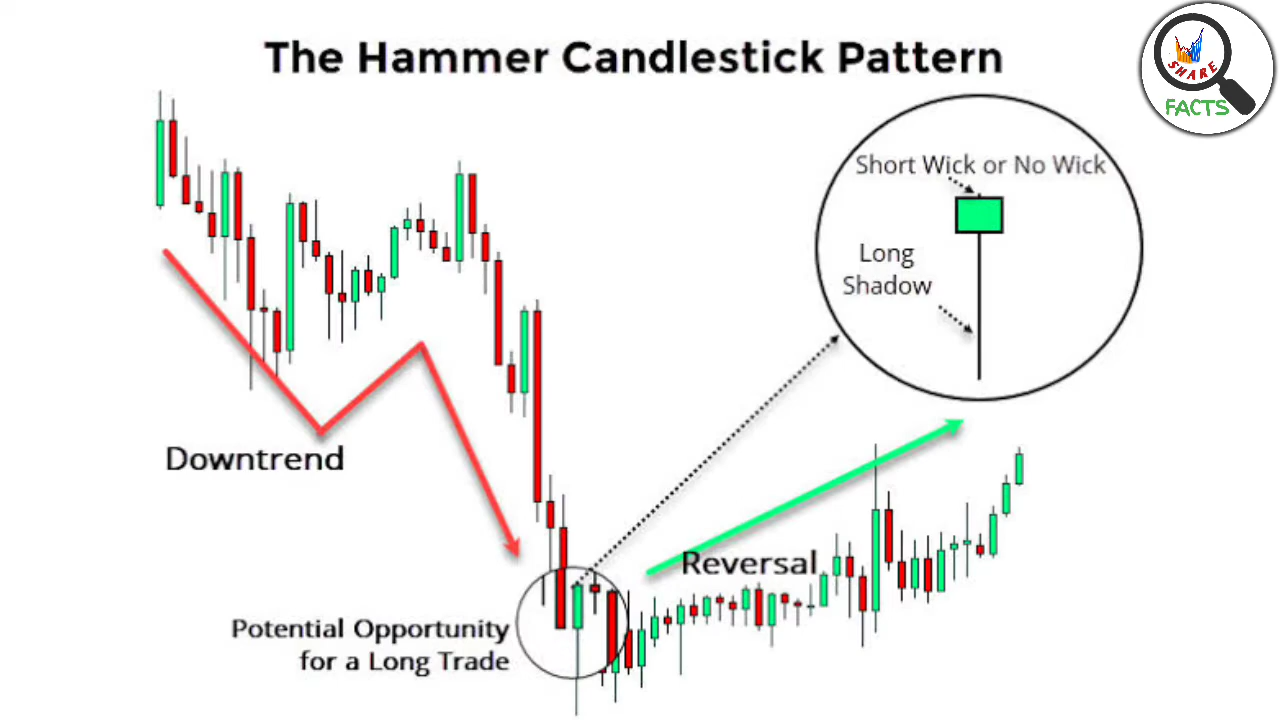 The Hammer Candlestick Pattern
SHARE
FACTS
Short Wick or No Wick
Long
Shadow
Downtrend
Reversal
Potential Opportunity
for a Long Trade